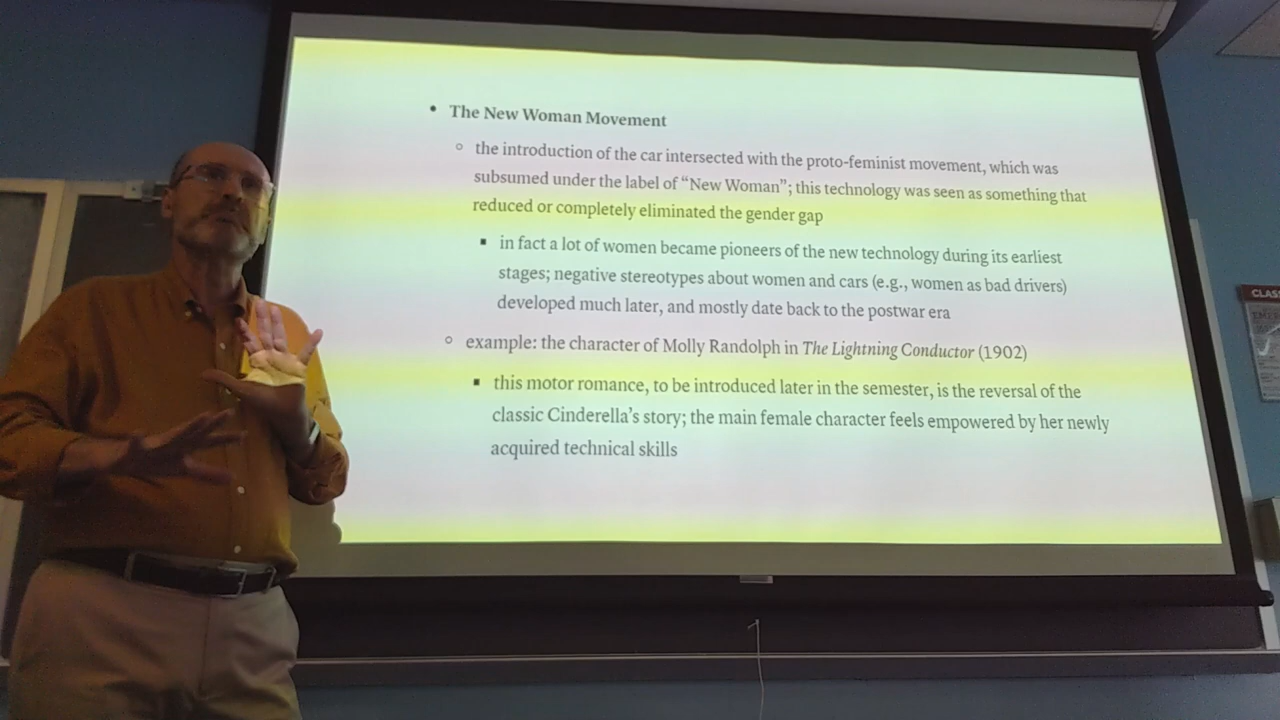 • The New Woman Movement
○ the introduction of the car intersected with the proto-feminist movement, which was
subsumed under the label of “New Woman”; this technology was seen as something that
reduced or completely eliminated the gender gap
▪ in fact a lot of women became pioneers of the new technology during its earliest
stages; negative stereotypes about women and cars (e.g., women as bad drivers)
developed much later, and mostly date back to the postwar era
○ example: the character of Molly Randolph in The Lightning Conductor (1902)
▪ this motor romance, to be introduced later in the semester, is the reversal of the
classic Cinderella’s story; the main female character feels empowered by her newly
acquired technical skills